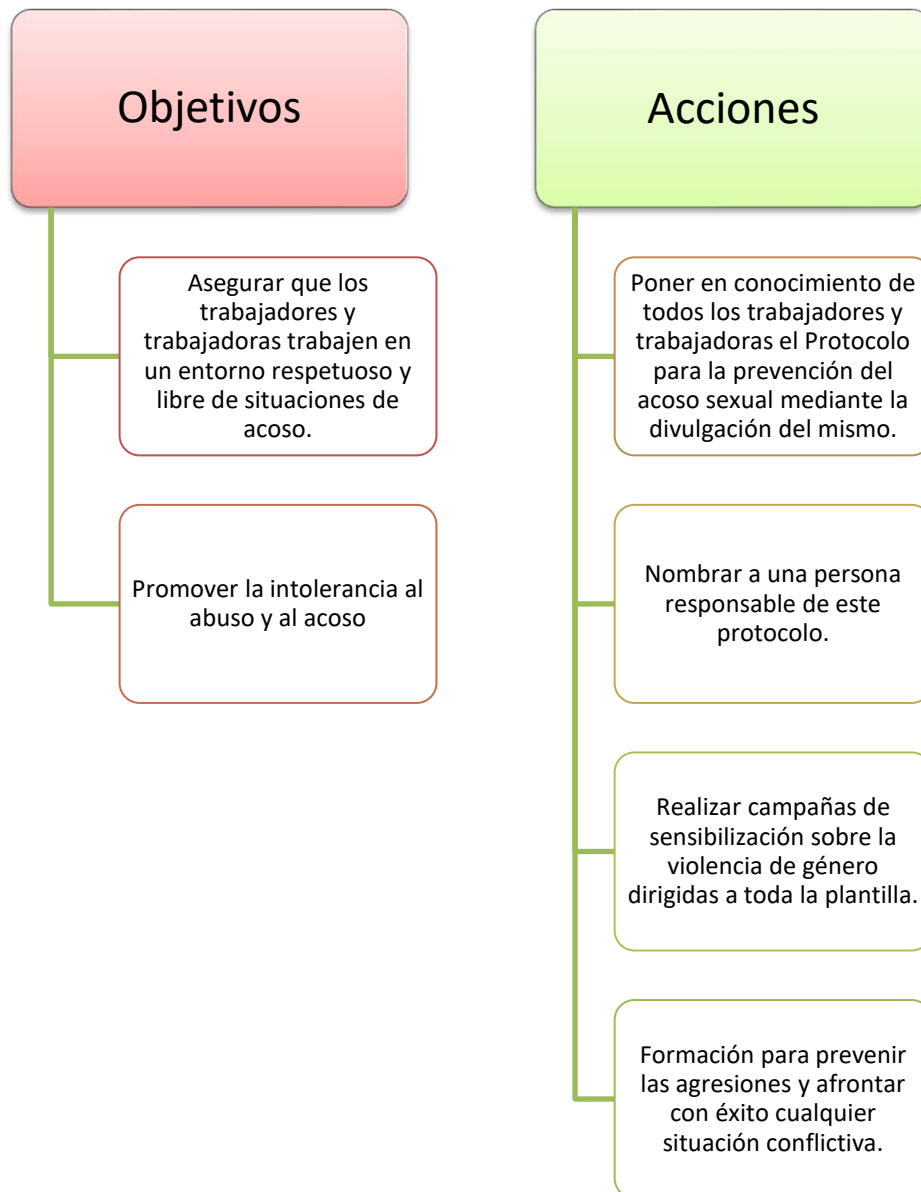 Objetivos
Asegurar que los
trabajadores y
trabajadoras trabajen en
un entorno respetuoso y
libre de situaciones de
acoso.
Promover la intolerancia al
abuso y al acoso
Acciones
Poner en conocimiento de
todos los trabajadores y
trabajadoras el Protocolo
para la prevención del
acoso sexual mediante la
divulgación del mismo.
Nombrar a una persona
responsable de este
protocolo.
Realizar campañas de
sensibilización sobre la
violencia de género
dirigidas a toda la plantilla.
Formación para prevenir
las agresiones y afrontar
con éxito cualquier
situación conflictiva.